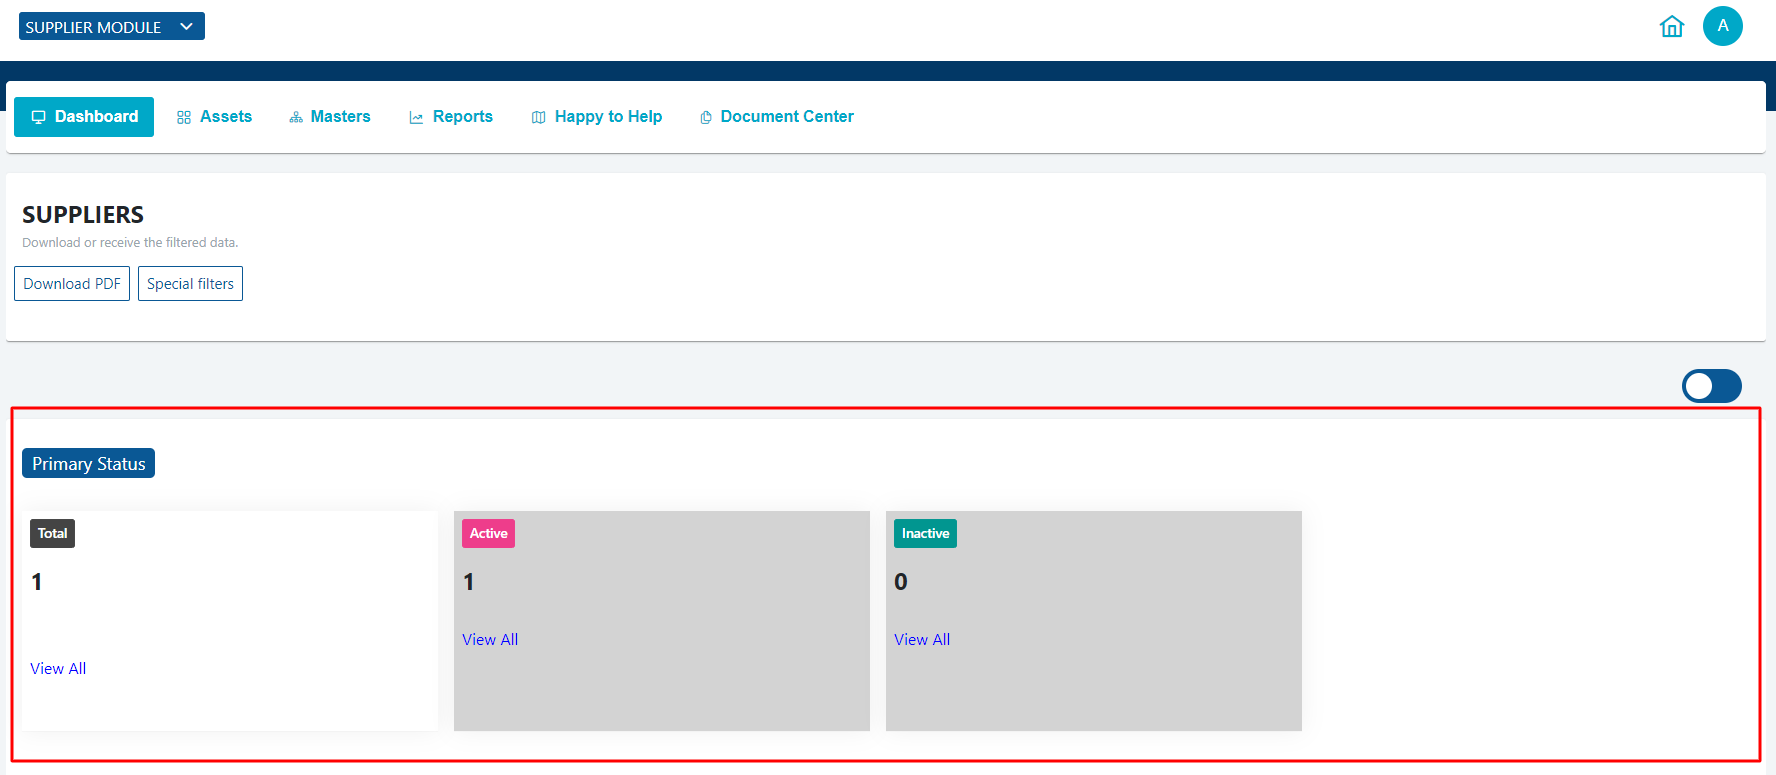 SUPPLIER MODULE
A
Dashboard
Assets
Masters
Reports
Happy to Help
Document Center
SUPPLIERS
Download or receive the filtered data.
Download PDF
Special filters
Primary Status
Total
1
View All
Active
1
View All
Inactive
0
View All